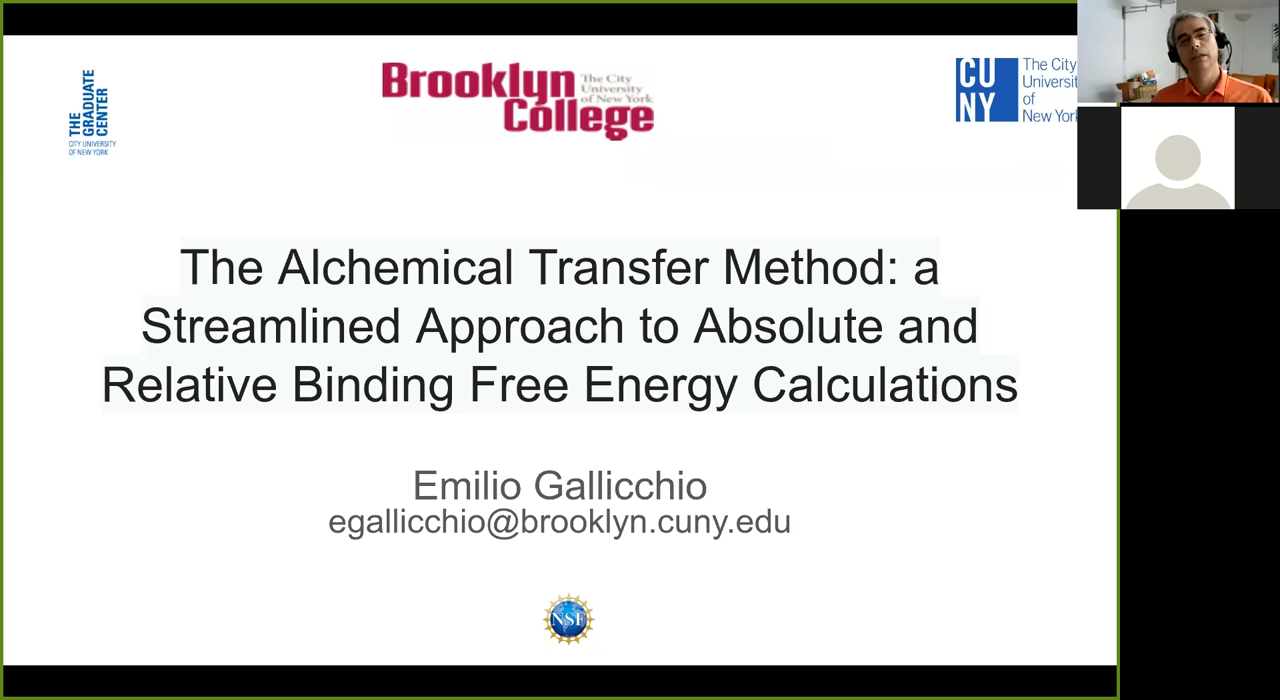 THE
GRADUATE
CENTER
CITY UNIVERSITY
OF NEW YORK
Brooklyn
College
The City
University
of New York
CU
NY
The City
University
of
New York
The Alchemical Transfer Method: a
Streamlined Approach to Absolute and
Relative Binding Free Energy Calculations
Emilio Gallicchio
egallicchio@brooklyn.cuny.edu
NSF